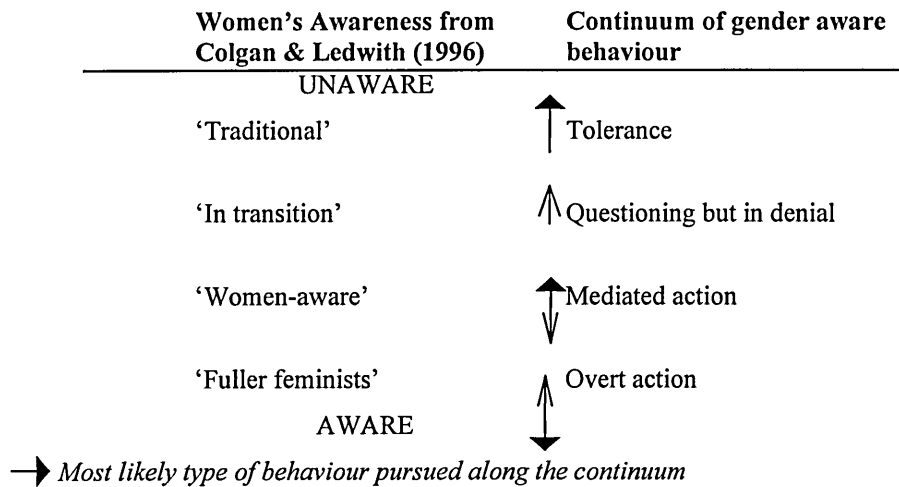 Women’s Awareness from Continuum of gender aware
Colgan & Ledwith (1996) behaviour
UNAWARE
‘Traditional’ Tolerance
‘In transition’ Questioning but in denial
‘Women-aware’ Mediated action
‘Fuller feminists’ Overt action
AWARE
Most likely type of behaviour pursued along the continuum